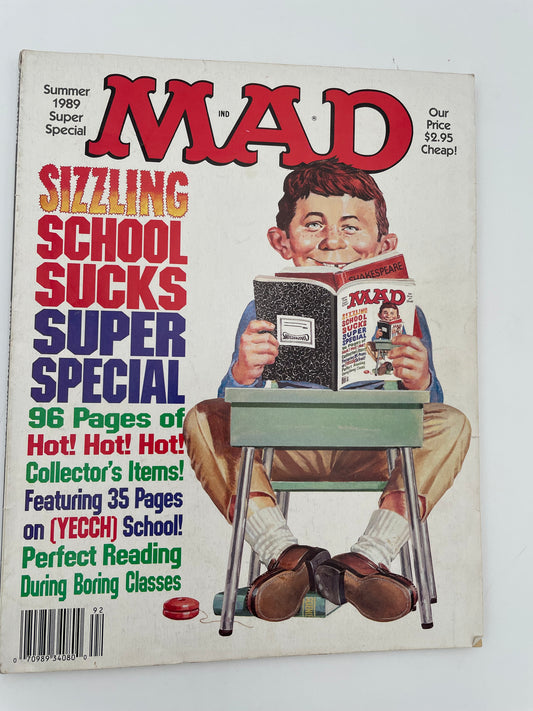 Summer
1989
Super
Special
MAD
IND
®
Our
Price
$2.95
Cheap!
SIZZLING
SCHOOL
SUCKS
SUPER
SPECIAL
96 Pages of
Hot! Hot! Hot!
Collector's Items!
Featuring 35 Pages
on (YECCH) School!
Perfect Reading
During Boring Classes
SHAKESPEARE
MAD
SIZZLING
SCHOOL
SUCKS
SUPER
SPECIAL
92
0 70989 34080 0